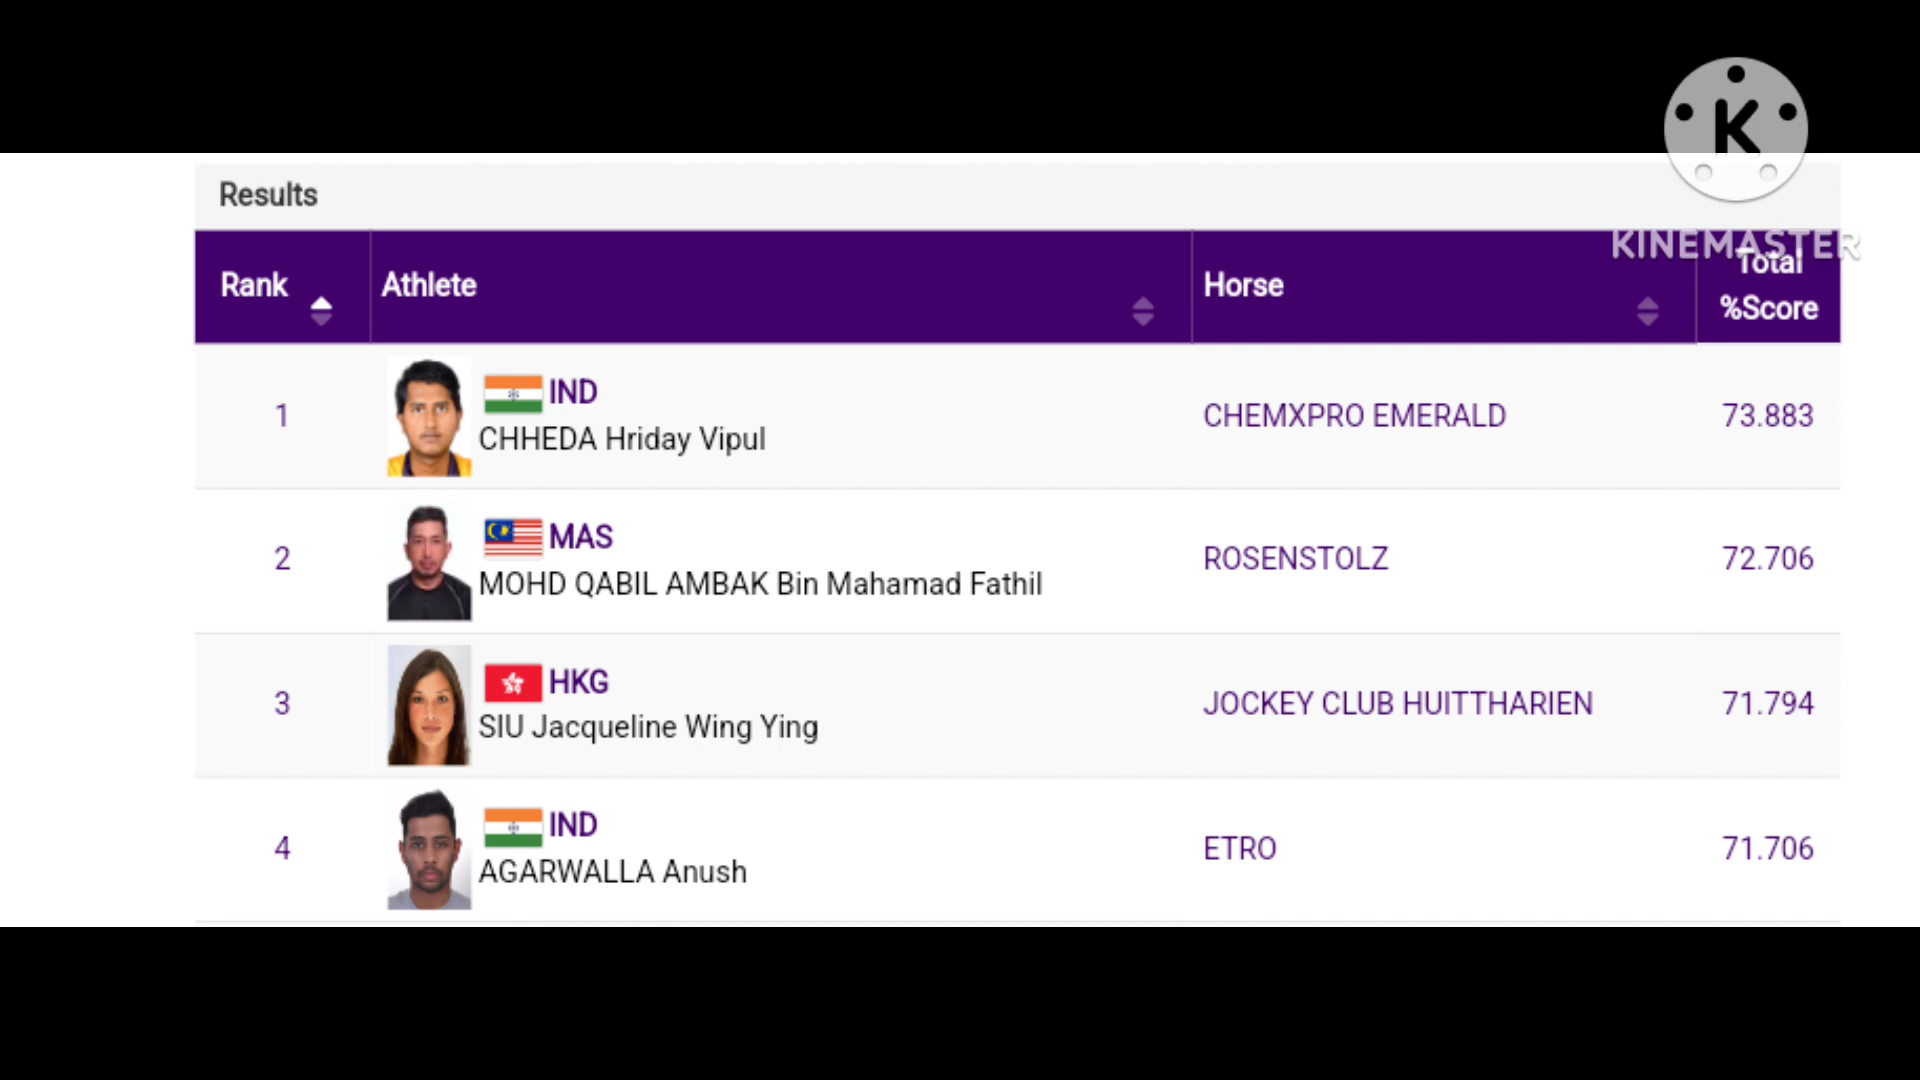 K
KINEMASTER
Results
Rank Athlete Horse Total %Score
1 IND CHHEDA Hriday Vipul CHEMXPRO EMERALD 73.883
2 MAS MOHD QABIL AMBAK Bin Mahamad Fathil ROSENSTOLZ 72.706
3 HKG SIU Jacqueline Wing Ying JOCKEY CLUB HUITTHARIEN 71.794
4 IND AGARWALLA Anush ETRO 71.706